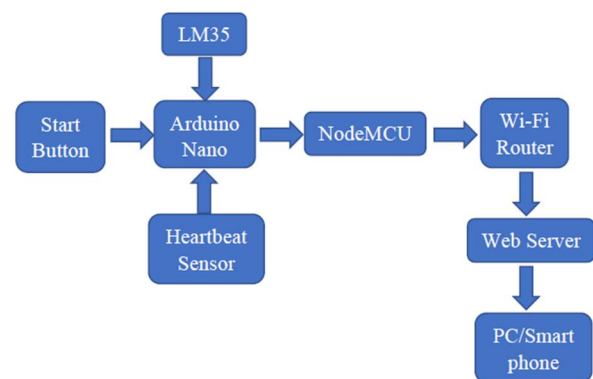 LM35
Start
Button
Arduino
Nano
NodeMCU
Wi-Fi
Router
Heartbeat
Sensor
Web Server
PC/Smart
phone